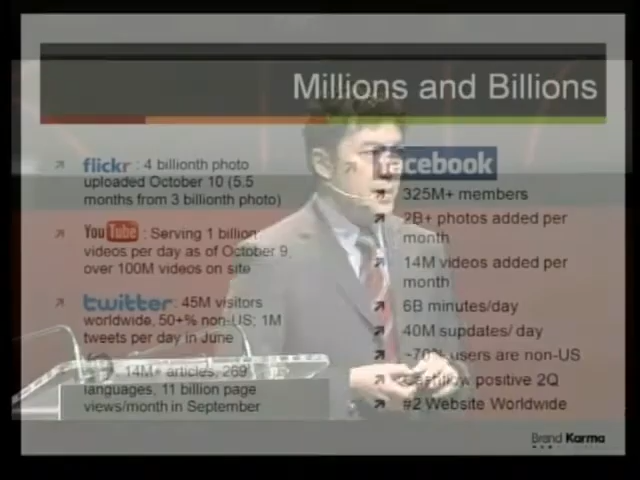 Millions and Billions
flickr : 4 billionth photo
uploaded October 10 (5.5
months from 3 billionth photo)
YouTube : Serving 1 billion
videos per day as of October 9,
over 100M videos on site
twitter : 45M visitors
worldwide, 50+% non-US; 1M
tweets per day in June
14M+ articles, 269
languages, 11 billion page
views/month in September
facebook
325M+ members
2B+ photos added per
month
14M videos added per
month
6B minutes/day
40M supdates/ day
~70% users are non-US
Cashflow positive 2Q
#2 Website Worldwide
Brand Karma